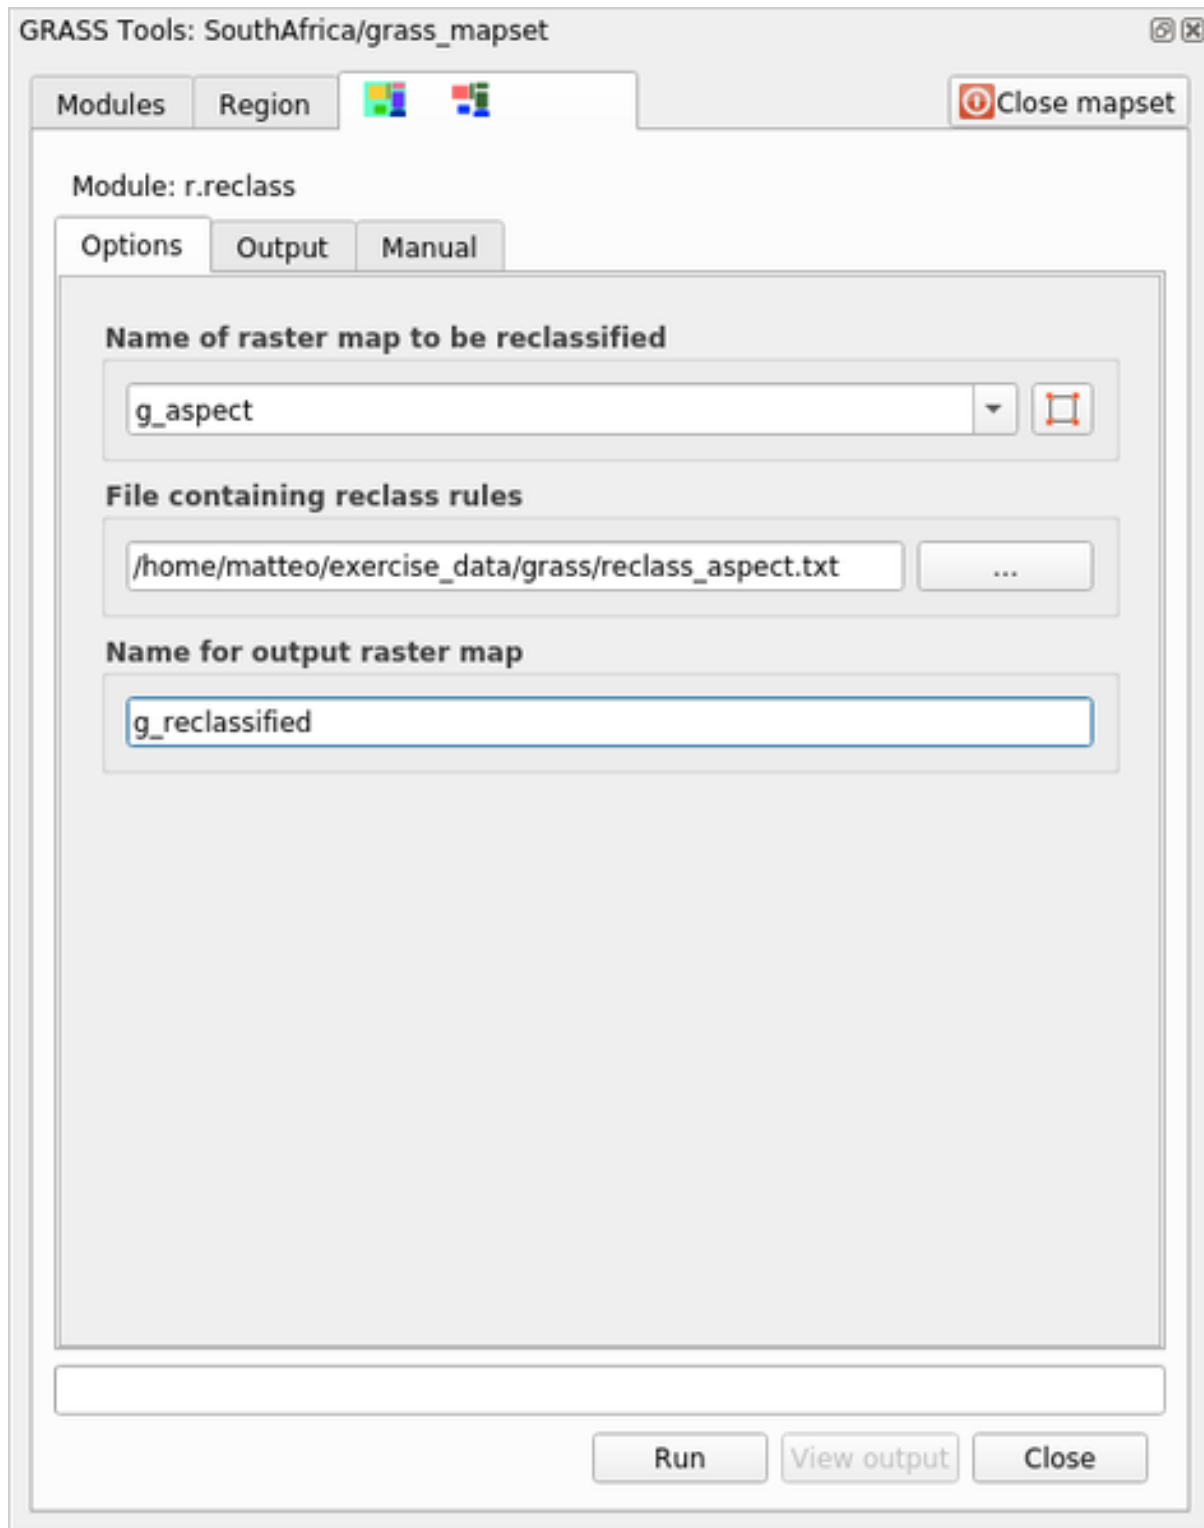 GRASS Tools: SouthAfrica/grass_mapset
Modules Region Close mapset
Module: r.reclass
Options Output Manual
Name of raster map to be reclassified
g_aspect
File containing reclass rules
/home/matteo/exercise_data/grass/reclass_aspect.txt ...
Name for output raster map
g_reclassified
Run View output Close